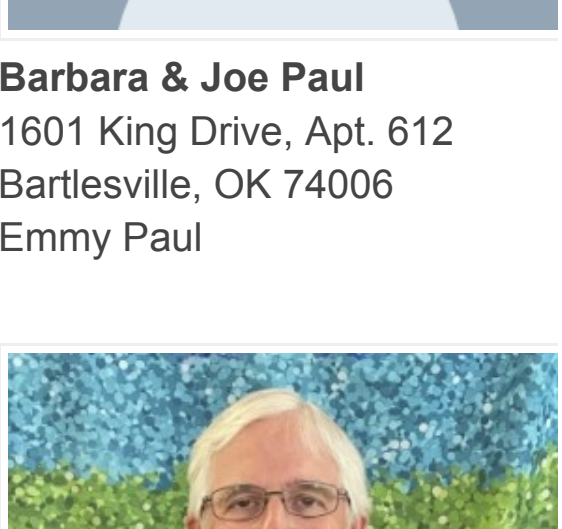 Barbara & Joe Paul
1601 King Drive, Apt. 612
Bartlesville, OK 74006
Emmy Paul